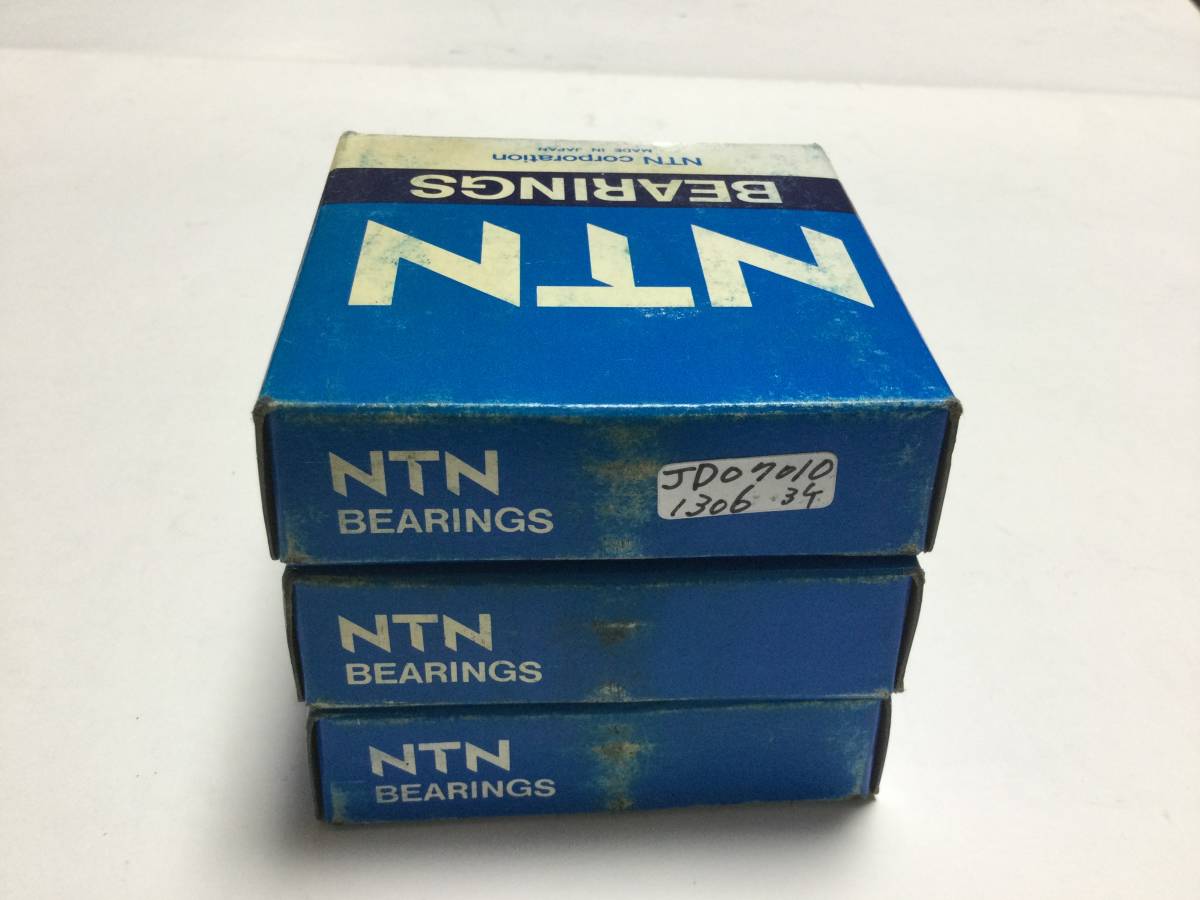 NTN corporation
MADE IN JAPAN
BEARINGS
NTN
NTN
BEARINGS
JD07010
1306 34
NTN
BEARINGS
NTN
BEARINGS